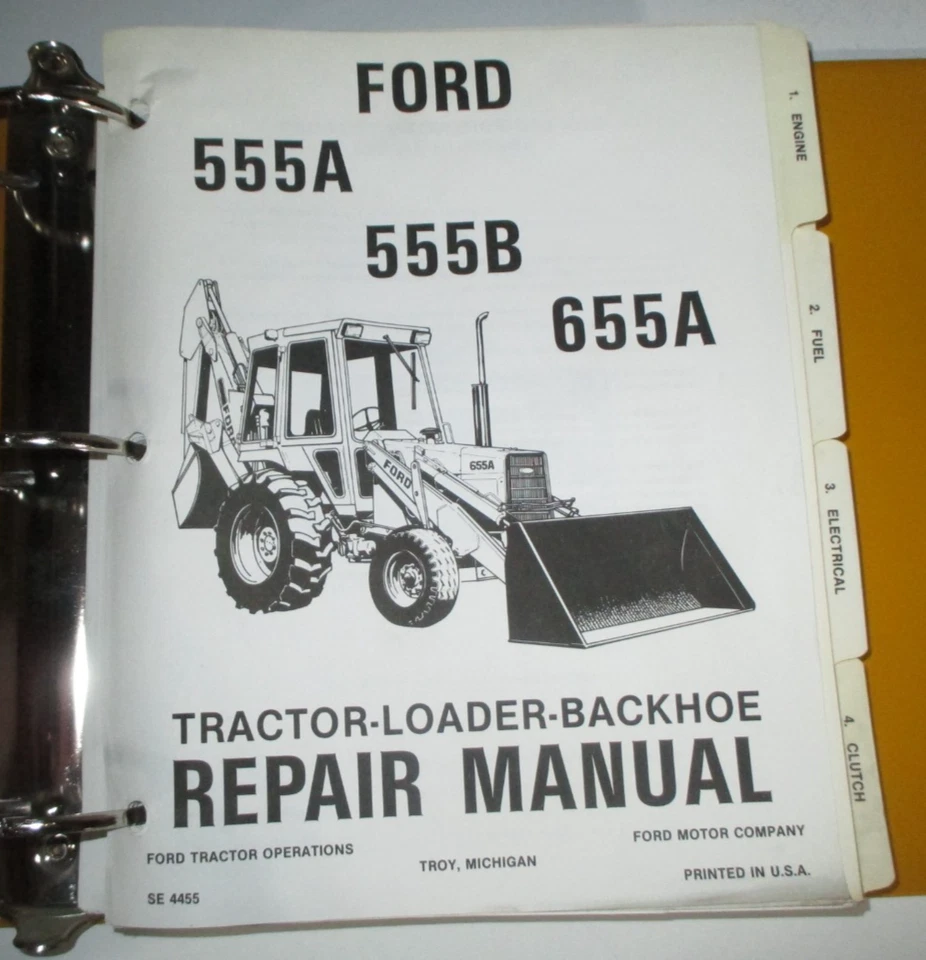 FORD
555A
555B
655A
FORD
FORD
655A
TRACTOR-LOADER-BACKHOE
REPAIR MANUAL
FORD TRACTOR OPERATIONS
TROY, MICHIGAN
FORD MOTOR COMPANY
PRINTED IN U.S.A.
SE 4455
1. ENGINE
2. FUEL
3. ELECTRICAL
4. CLUTCH